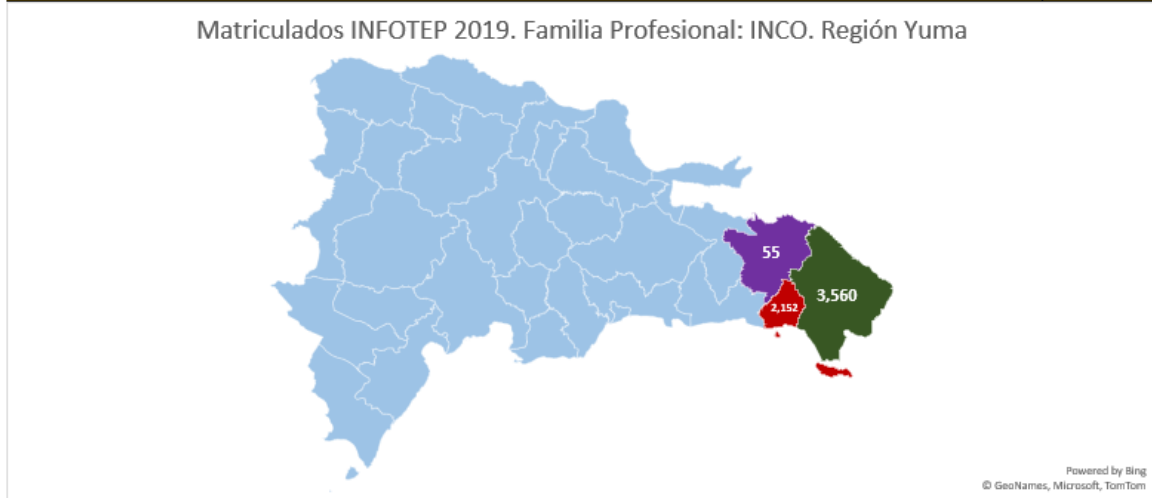 Matriculados INFOTEP 2019. Familia Profesional: INCO. Región Yuma
55
3,560
2,152
Powered by Bing
© GeoNames, Microsoft, TomTom